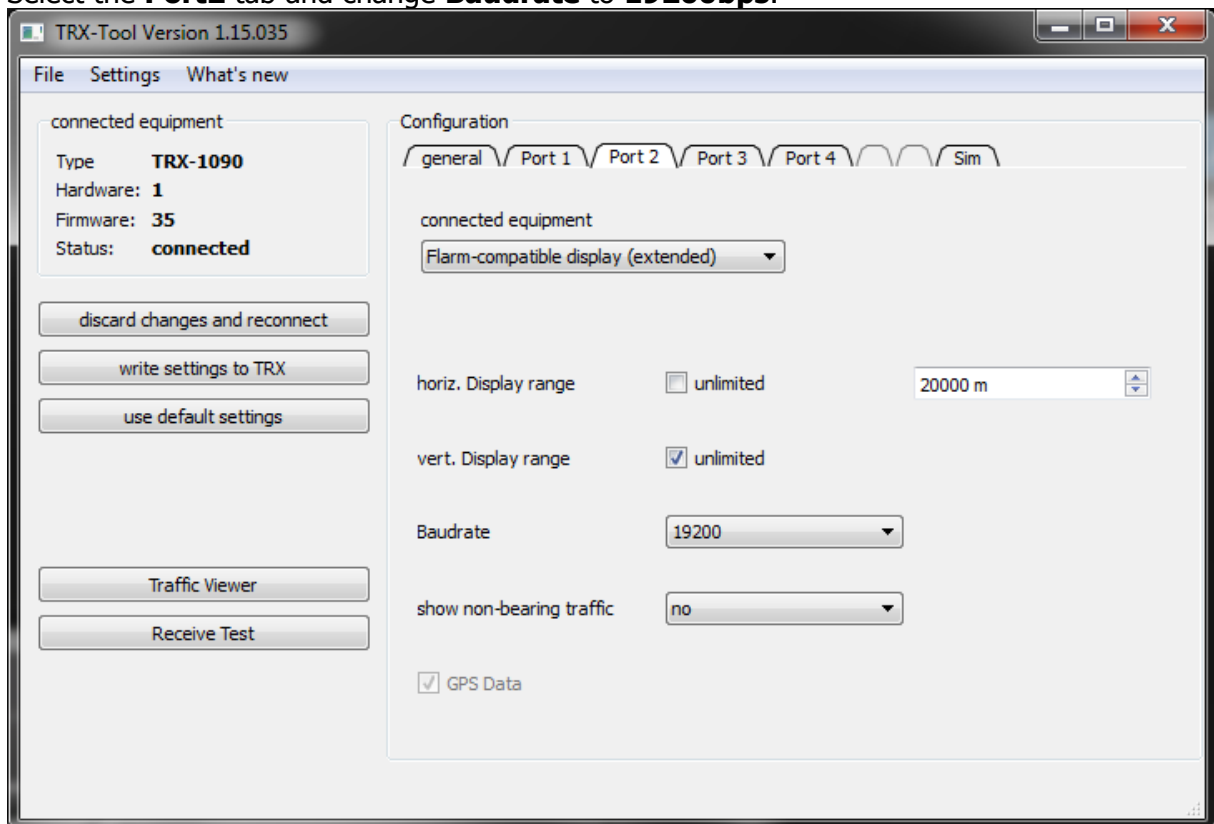 Select the Port2 tab and change Baudrate to 19200bps.
TRX-Tool Version 1.15.035
File Settings What's new
connected equipment
Type TRX-1090
Hardware: 1
Firmware: 35
Status: connected
discard changes and reconnect
write settings to TRX
use default settings
Traffic Viewer
Receive Test
Configuration
general Port 1 Port 2 Port 3 Port 4 Sim
connected equipment
Flarm-compatible display (extended)
horiz. Display range unlimited 20000 m
vert. Display range unlimited
Baudrate 19200
show non-bearing traffic no
GPS Data